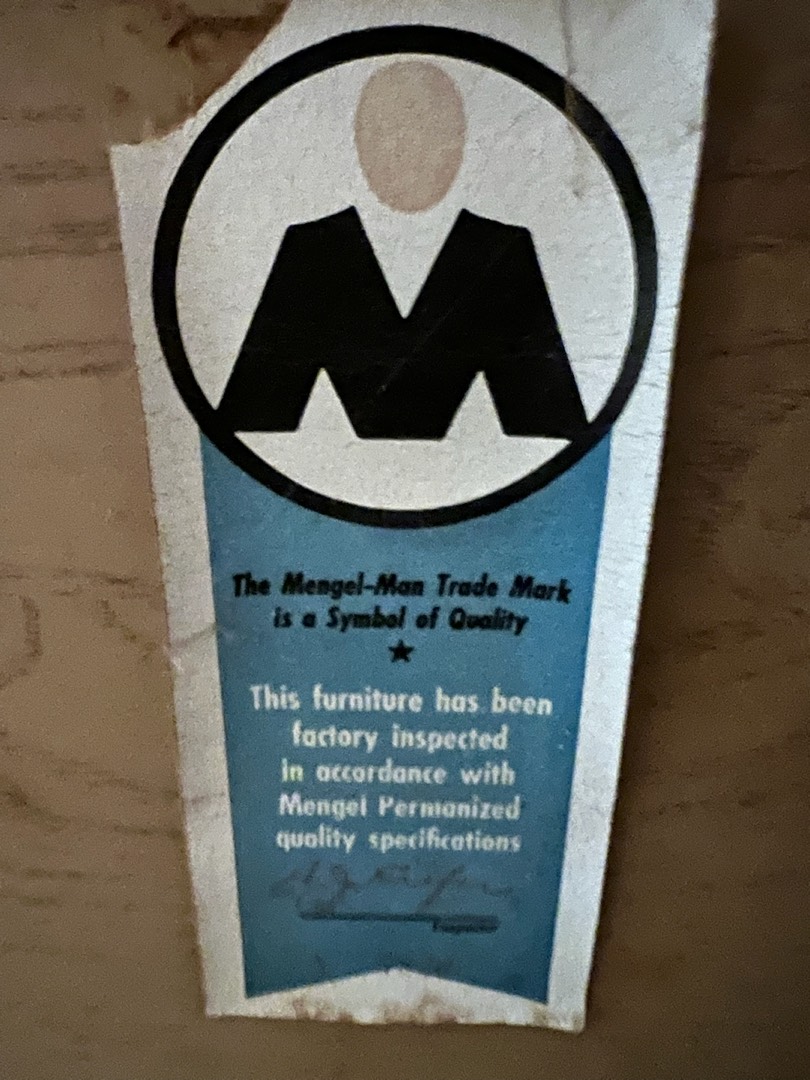 The Mengel-Man Trade Mark
is a Symbol of Quality
★
This furniture has been
factory inspected
in accordance with
Mengel Permanized
quality specifications
Inspector